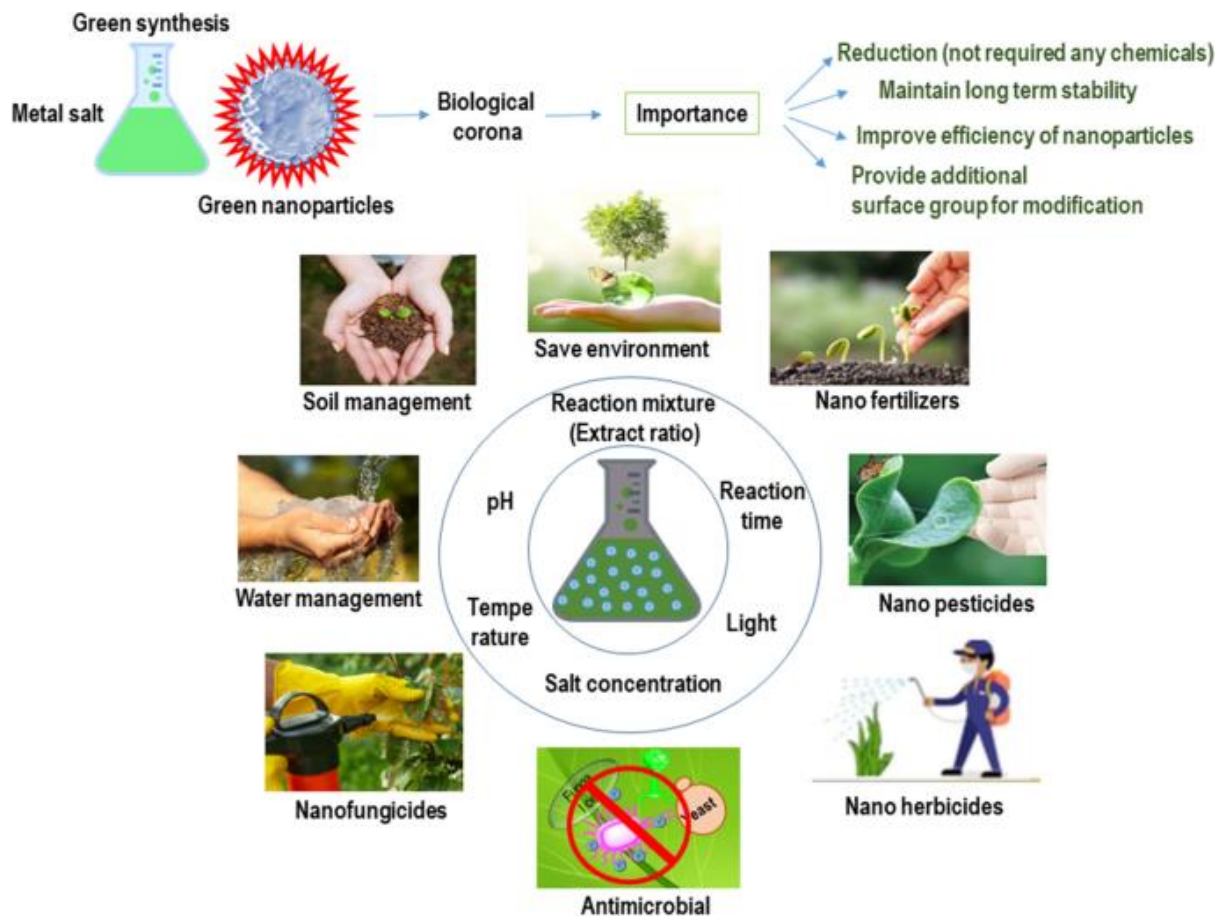 Green synthesis
Metal salt
Green nanoparticles
Biological
corona
Importance
Reduction (not required any chemicals)
Maintain long term stability
Improve efficiency of nanoparticles
Provide additional
surface group for modification
Save environment
Soil management
Nano fertilizers
Reaction mixture
(Extract ratio)
pH
Reaction
time
Water management
Nano pesticides
Tempe
rature
Light
Salt concentration
Nanofungicides
Nano herbicides
Yeast
Antimicrobial